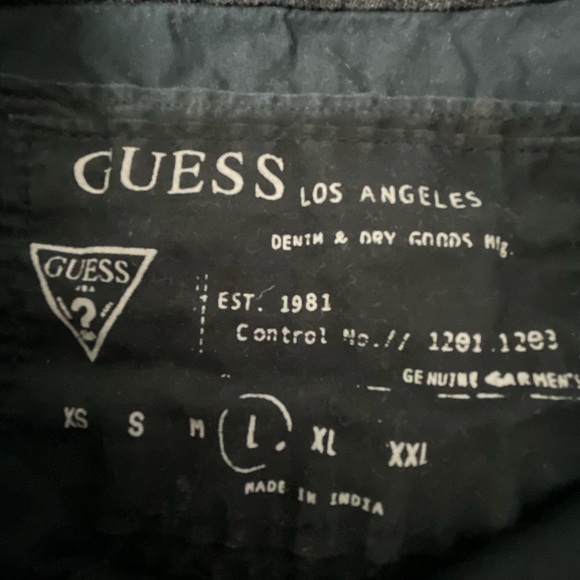 GUESS LOS ANGELES
DENIM & DRY GOODS Mfg.
GUESS
USA
?
EST. 1981
Control No.// 1201.1203
GENUINE GARMENTS
XS S M L. XL XXL
MADE IN INDIA